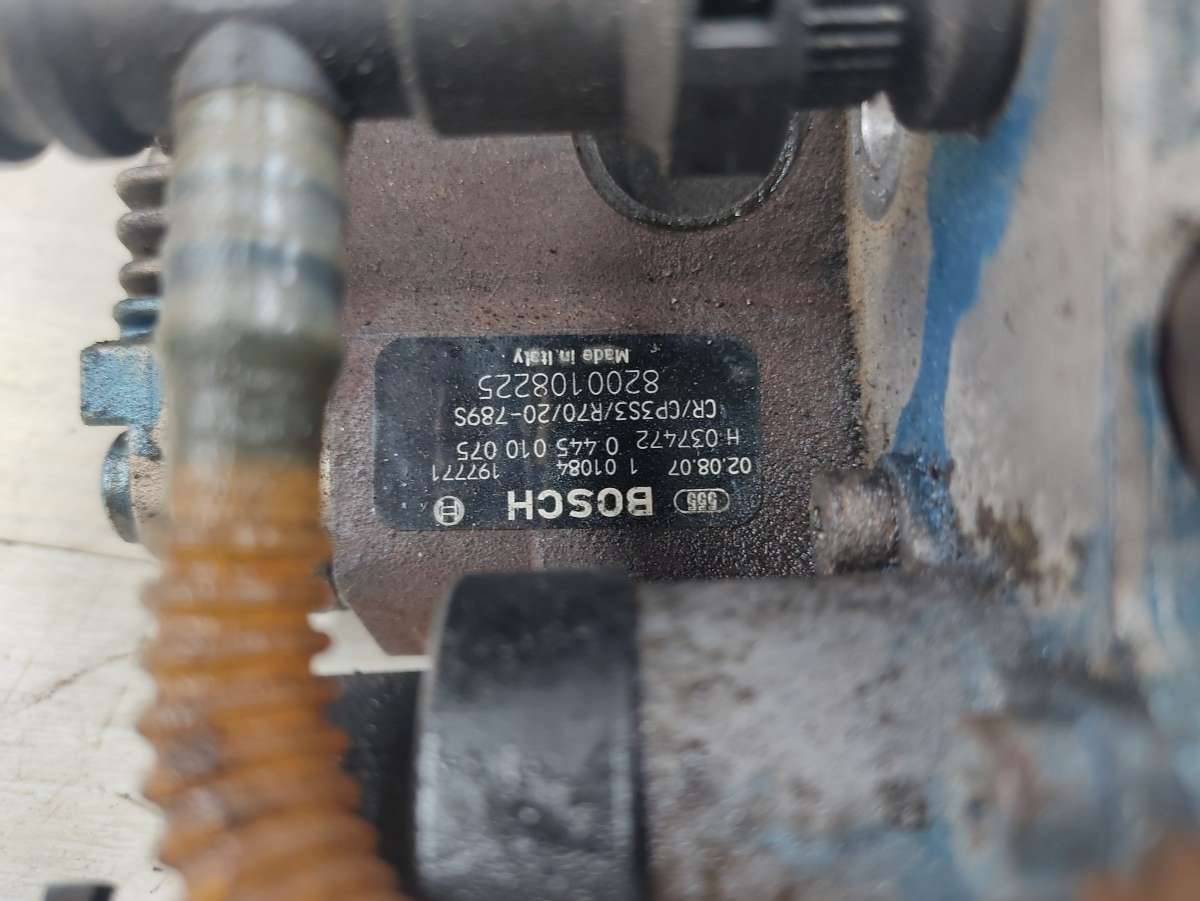 555 BOSCH
02.08.07 1 01084 197771
H 037472 0 445 010 075
CR/CP3S3/R70/20-789S
8200108225
Made in Italy